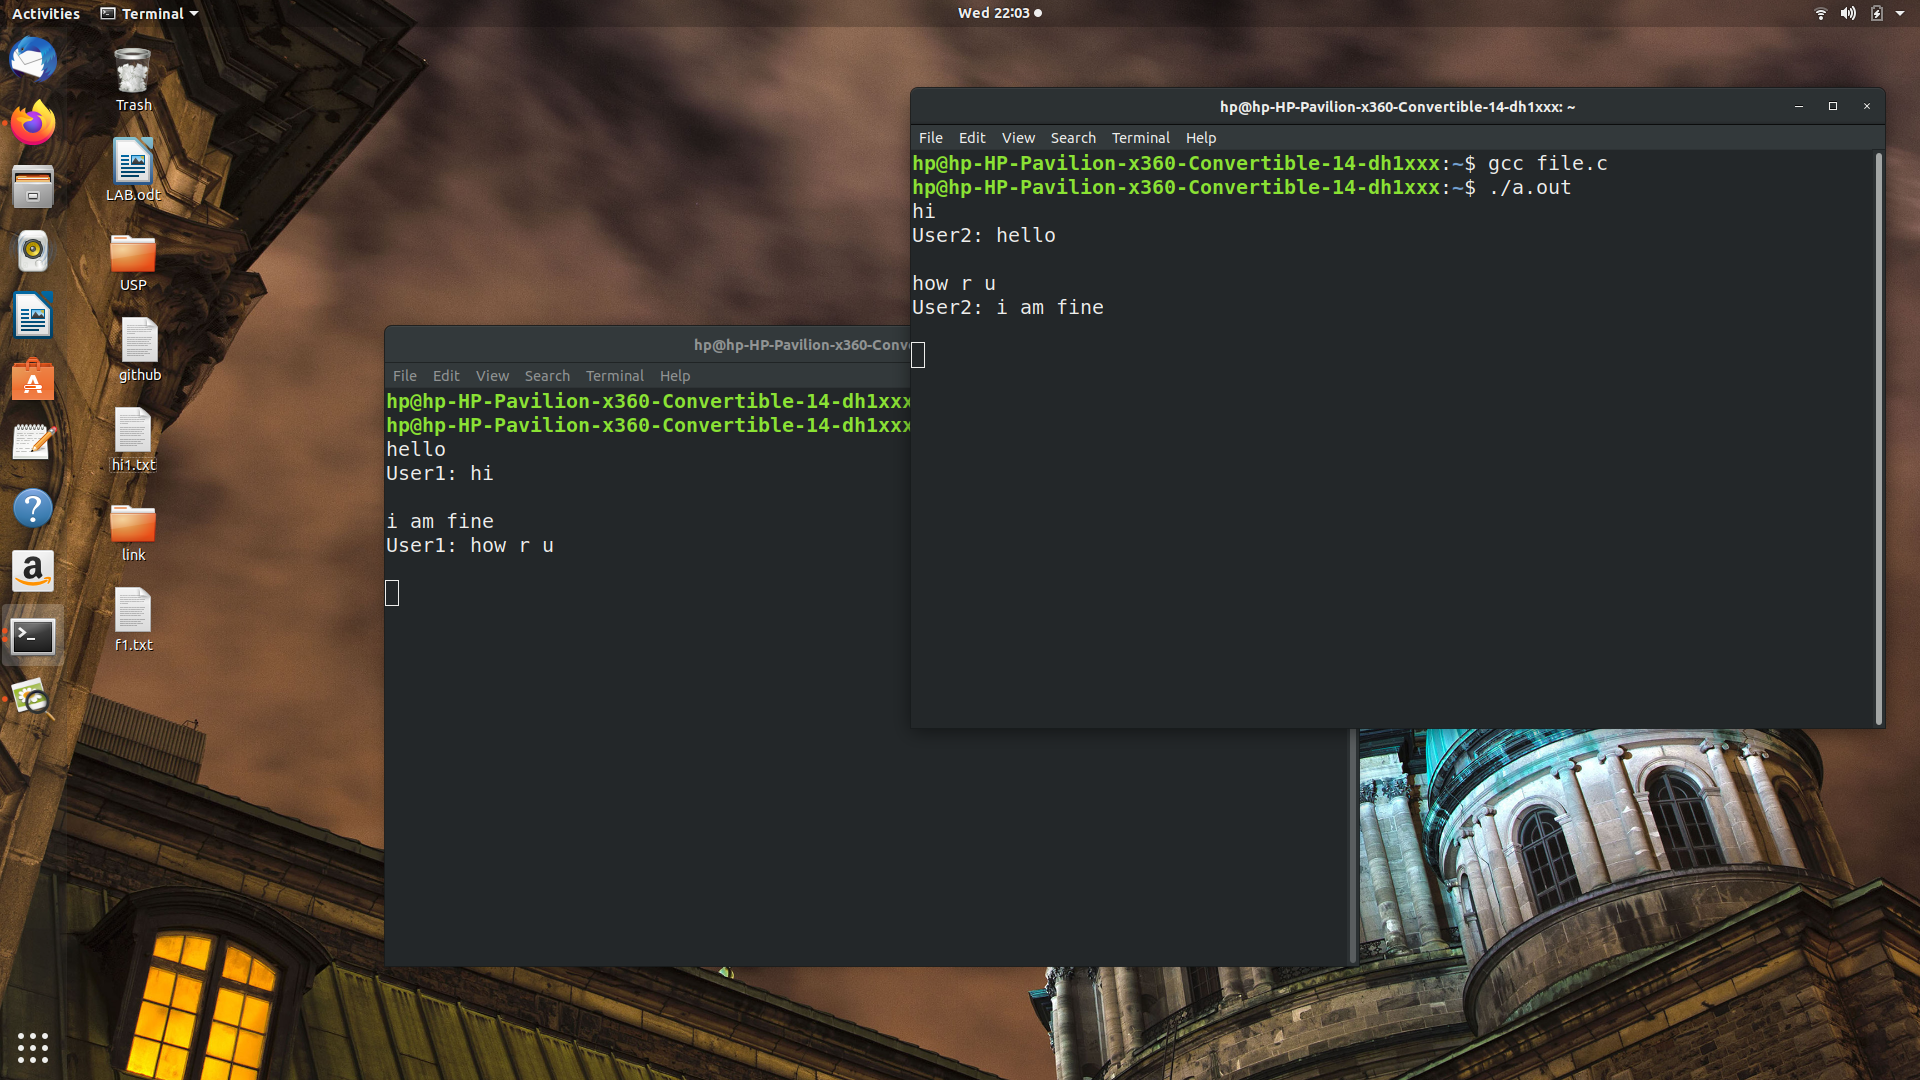 Activities
Terminal
Wed 22:03
Trash
LAB.odt
USP
github
hi1.txt
link
f1.txt
hp@hp-HP-Pavilion-x360-Conv
File Edit View Search Terminal Help
hp@hp-HP-Pavilion-x360-Convertible-14-dh1xxx
hp@hp-HP-Pavilion-x360-Convertible-14-dh1xxx
hello
User1: hi
i am fine
User1: how r u
hp@hp-HP-Pavilion-x360-Convertible-14-dh1xxx: ~
File Edit View Search Terminal Help
hp@hp-HP-Pavilion-x360-Convertible-14-dh1xxx:~$ gcc file.c
hp@hp-HP-Pavilion-x360-Convertible-14-dh1xxx:~$ ./a.out
hi
User2: hello
how r u
User2: i am fine